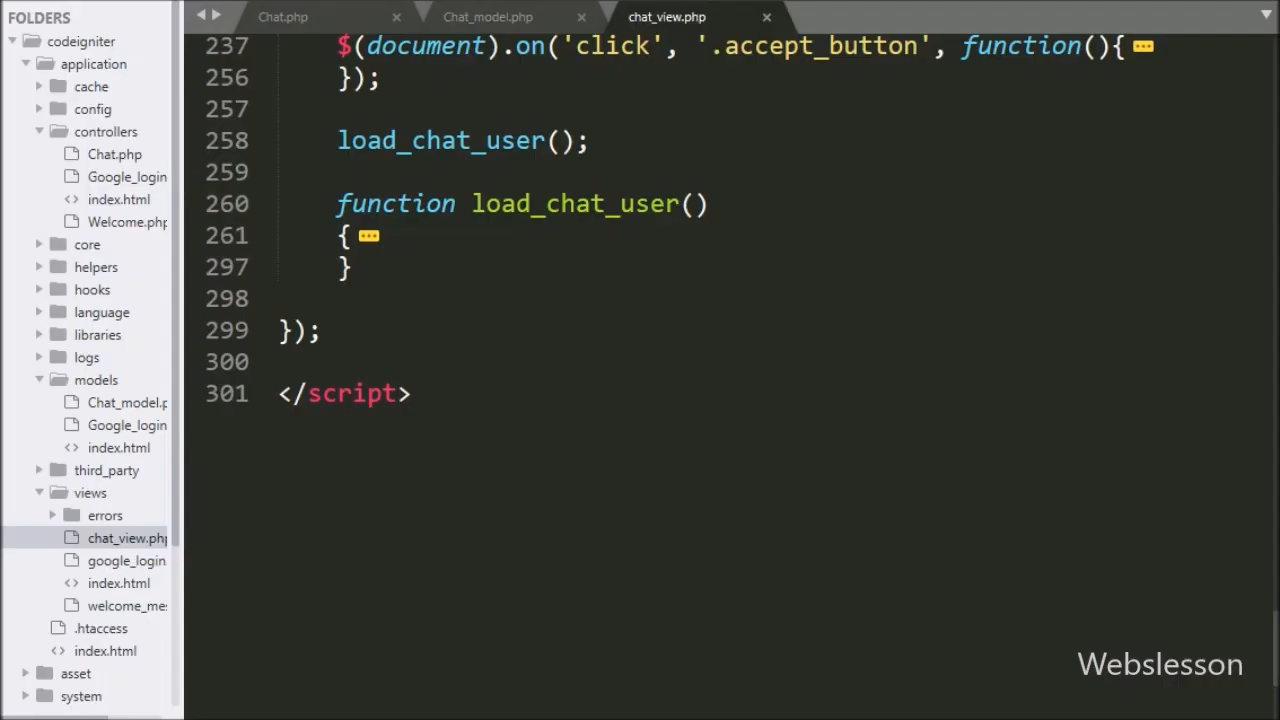 FOLDERS
codeigniter
application
cache
config
controllers
Chat.php
Google_login
index.html
Welcome.php
core
helpers
hooks
language
libraries
logs
models
Chat_model.p
Google_login
index.html
third_party
views
errors
chat_view.php
google_login.
index.html
welcome_mes
.htaccess
index.html
asset
system
Chat.php
Chat_model.php
chat_view.php
237 $(document).on('click', '.accept_button', function(){
256 });
257
258 load_chat_user();
259
260 function load_chat_user()
261 {
297 }
298
299 });
300
301 </script>
Webslesson